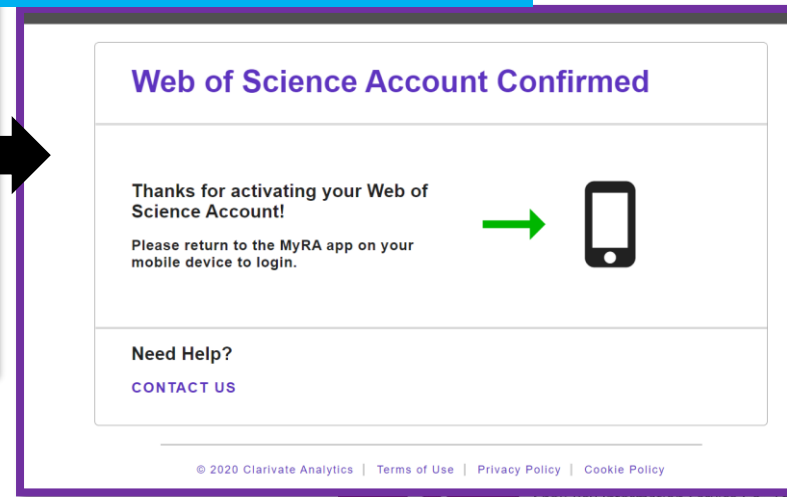 Web of Science Account Confirmed
Thanks for activating your Web of
Science Account!
Please return to the MyRA app on your
mobile device to login.
Need Help?
CONTACT US
© 2020 Clarivate Analytics | Terms of Use | Privacy Policy | Cookie Policy